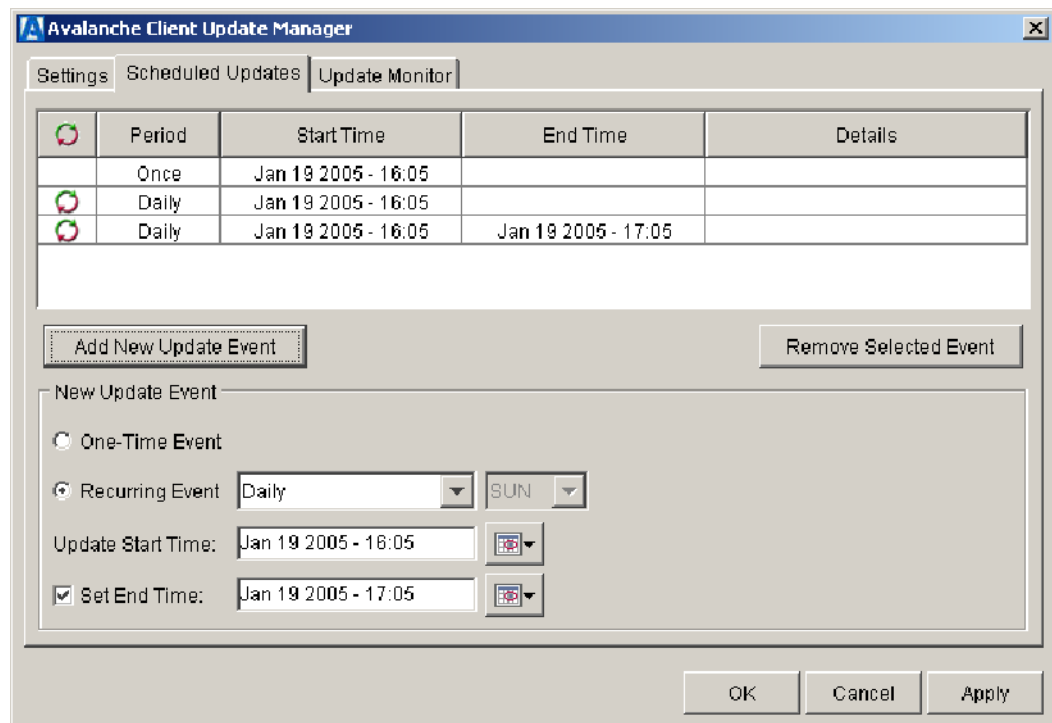 Avalanche Client Update Manager
Settings Scheduled Updates Update Monitor
Period Start Time End Time Details
Once Jan 19 2005 - 16:05
Daily Jan 19 2005 - 16:05
Daily Jan 19 2005 - 16:05 Jan 19 2005 - 17:05
Add New Update Event Remove Selected Event
New Update Event
One-Time Event
Recurring Event Daily SUN
Update Start Time: Jan 19 2005 - 16:05
Set End Time: Jan 19 2005 - 17:05
OK Cancel Apply